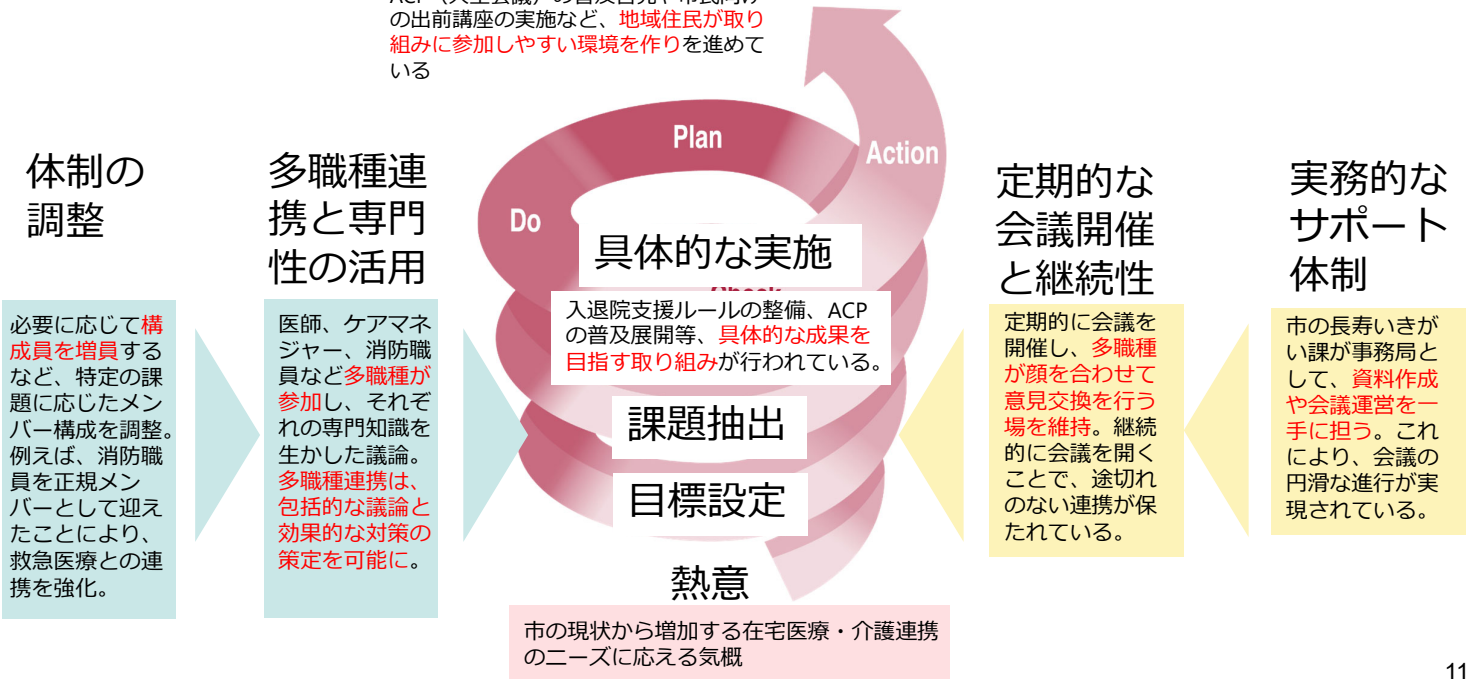 ACP(人生会議)の普及啓発や市民向け
の出前講座の実施など、地域住民が取り
組みに参加しやすい環境を作りを進めて
いる
Plan
Action
Do
体制の
調整
必要に応じて構
成員を増員する
など、特定の課
題に応じたメン
バー構成を調整。
例えば、消防職
員を正規メン
バーとして迎え
たことにより、
救急医療との連
携を強化。
多職種連
携と専門
性の活用
医師、ケアマネ
ジャー、消防職
員など多職種が
参加し、それぞ
れの専門知識を
生かした議論。
多職種連携は、
包括的な議論と
効果的な対策の
策定を可能に。
具体的な実施
Check
入退院支援ルールの整備、ACP
の普及展開等、具体的な成果を
目指す取り組みが行われている。
課題抽出
目標設定
熱意
市の現状から増加する在宅医療・介護連携
のニーズに応える気概
定期的な
会議開催
と継続性
定期的に会議を
開催し、多職種
が顔を合わせて
意見交換を行う
場を維持。継続
的に会議を開く
ことで、途切れ
のない連携が保
たれている。
実務的な
サポート
体制
市の長寿いきが
い課が事務局と
して、資料作成
や会議運営を一
手に担う。これ
により、会議の
円滑な進行が実
現されている。
11